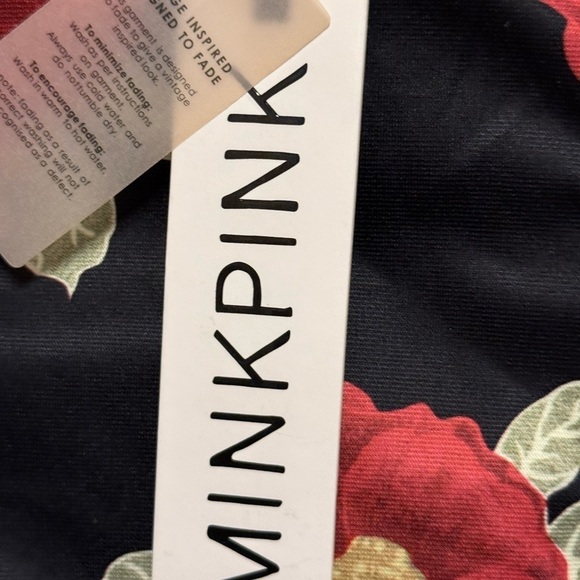 GE INSPIRED
GNED TO FADE
garment is designed
to fade to give a vintage
inspired look.
To minimize fading:
Wash as per instructions
on garment.
Always use cold water and
do not tumble dry.
To encourage fading:
Wash in warm to hot water.
note: fading as a result of
correct washing will not
recognised as a defect.
MINKPINK